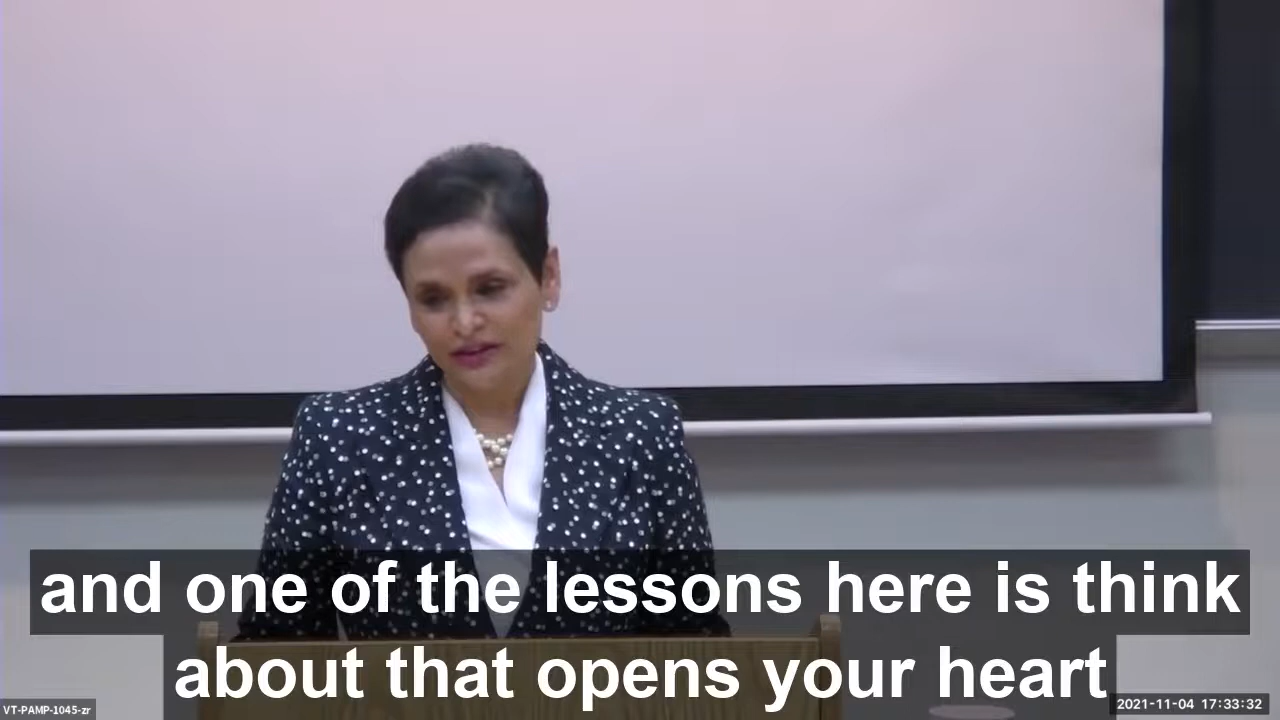 and one of the lessons here is think
about that opens your heart
VT-PAMP-1045-zr
2021-11-04 17:33:32